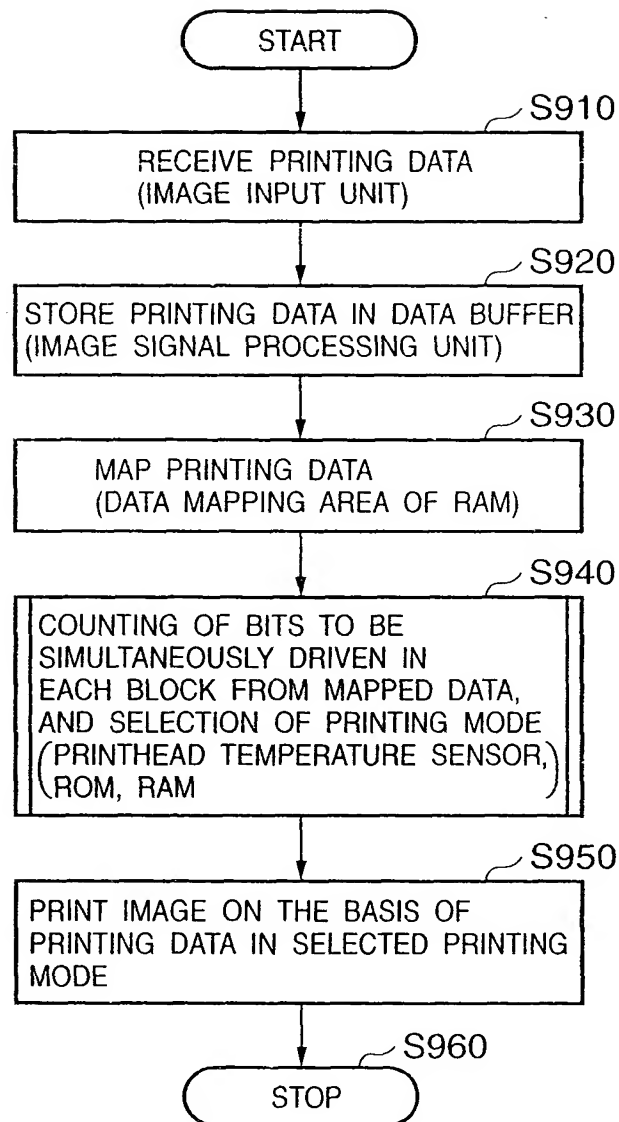 START
S910
RECEIVE PRINTING DATA
(IMAGE INPUT UNIT)
S920
STORE PRINTING DATA IN DATA BUFFER
(IMAGE SIGNAL PROCESSING UNIT)
S930
MAP PRINTING DATA
(DATA MAPPING AREA OF RAM)
S940
COUNTING OF BITS TO BE
SIMULTANEOUSLY DRIVEN IN
EACH BLOCK FROM MAPPED DATA,
AND SELECTION OF PRINTING MODE
(PRINTHEAD TEMPERATURE SENSOR,
ROM, RAM)
S950
PRINT IMAGE ON THE BASIS OF
PRINTING DATA IN SELECTED PRINTING
MODE
S960
STOP